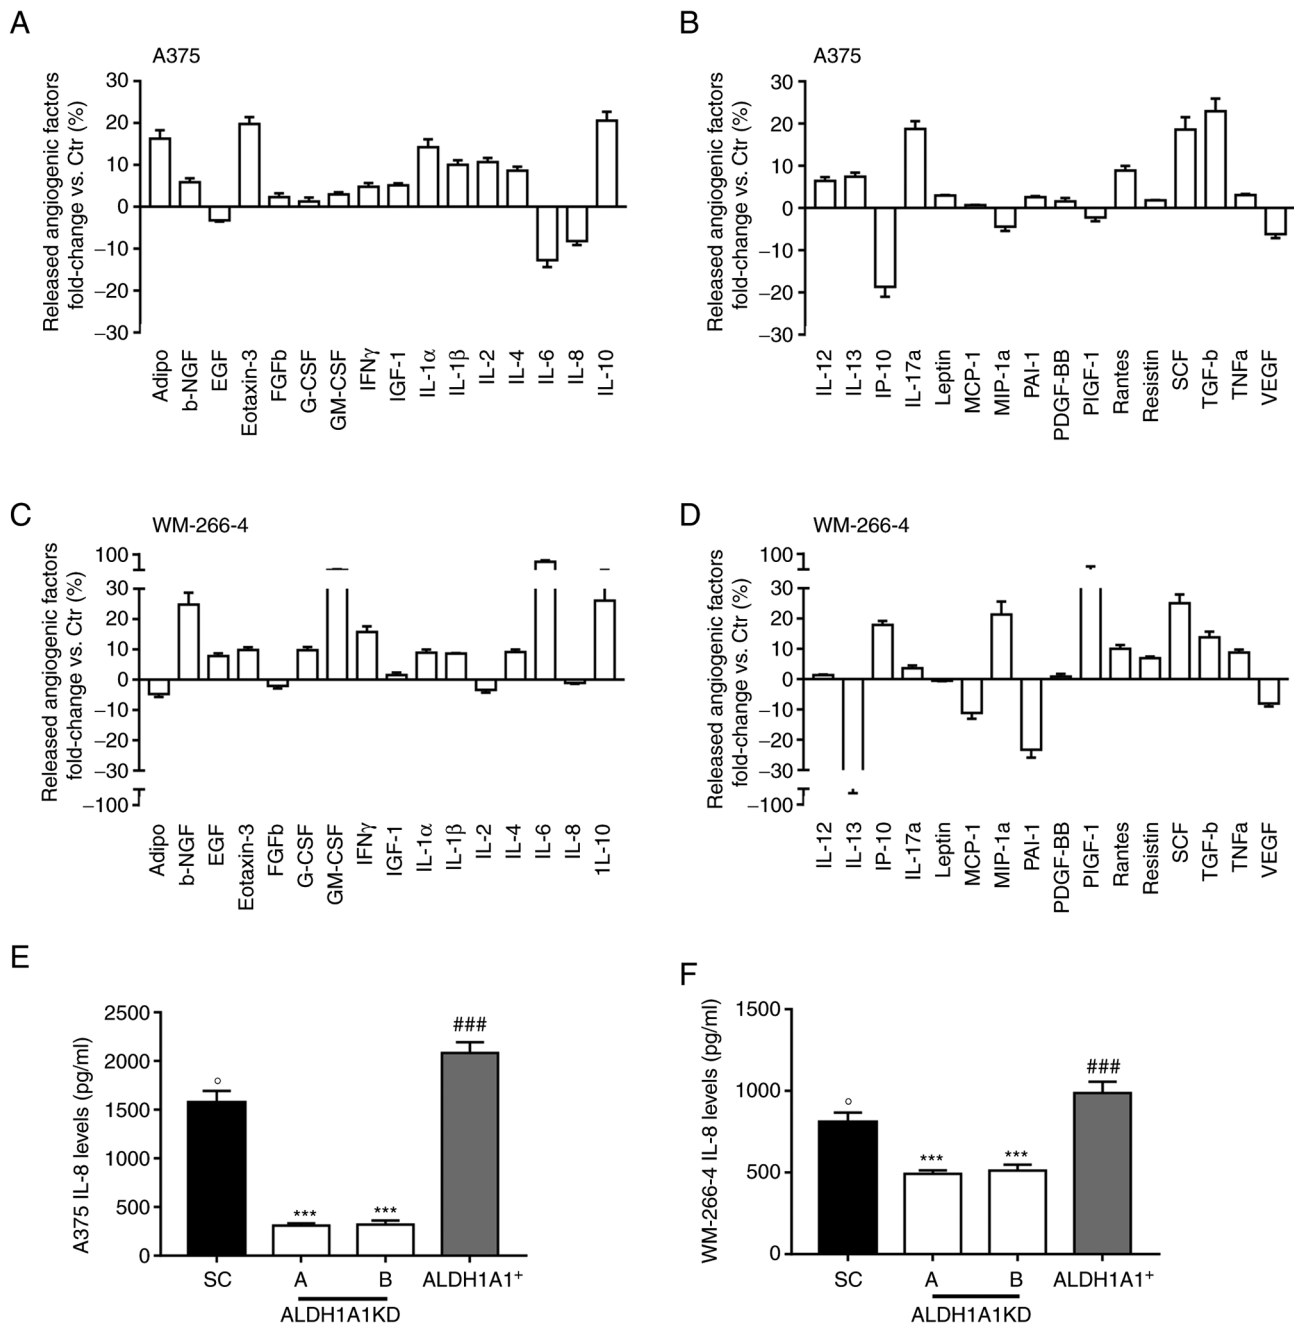 A
A375
Released angiogenic factors
fold-change vs. Ctr (%)
30
20
10
0
−10
−20
−30
Adipo
b-NGF
EGF
Eotaxin-3
FGFb
G-CSF
GM-CSF
IFNγ
IGF-1
IL-1α
IL-1β
IL-2
IL-4
IL-6
IL-8
IL-10
B
A375
Released angiogenic factors
fold-change vs. Ctr (%)
30
20
10
0
−10
−20
−30
IL-12
IL-13
IP-10
IL-17a
Leptin
MCP-1
MIP-1a
PAI-1
PDGF-BB
PIGF-1
Rantes
Resistin
SCF
TGF-b
TNFa
VEGF
C
WM-266-4
Released angiogenic factors
fold-change vs. Ctr (%)
100
30
20
10
0
−10
−20
−30
−100
Adipo
b-NGF
EGF
Eotaxin-3
FGFb
G-CSF
GM-CSF
IFNγ
IGF-1
IL-1α
IL-1β
IL-2
IL-4
IL-6
IL-8
1L-10
D
WM-266-4
Released angiogenic factors
fold-change vs. Ctr (%)
100
30
20
10
0
−10
−20
−30
−100
IL-12
IL-13
IP-10
IL-17a
Leptin
MCP-1
MIP-1a
PAI-1
PDGF-BB
PIGF-1
Rantes
Resistin
SCF
TGF-b
TNFa
VEGF
E
A375 IL-8 levels (pg/ml)
2500
2000
1500
1000
500
0
°
***
***
###
SC
A
B
ALDH1A1+
ALDH1A1KD
F
WM-266-4 IL-8 levels (pg/ml)
1500
1000
500
0
°
***
***
###
SC
A
B
ALDH1A1+
ALDH1A1KD